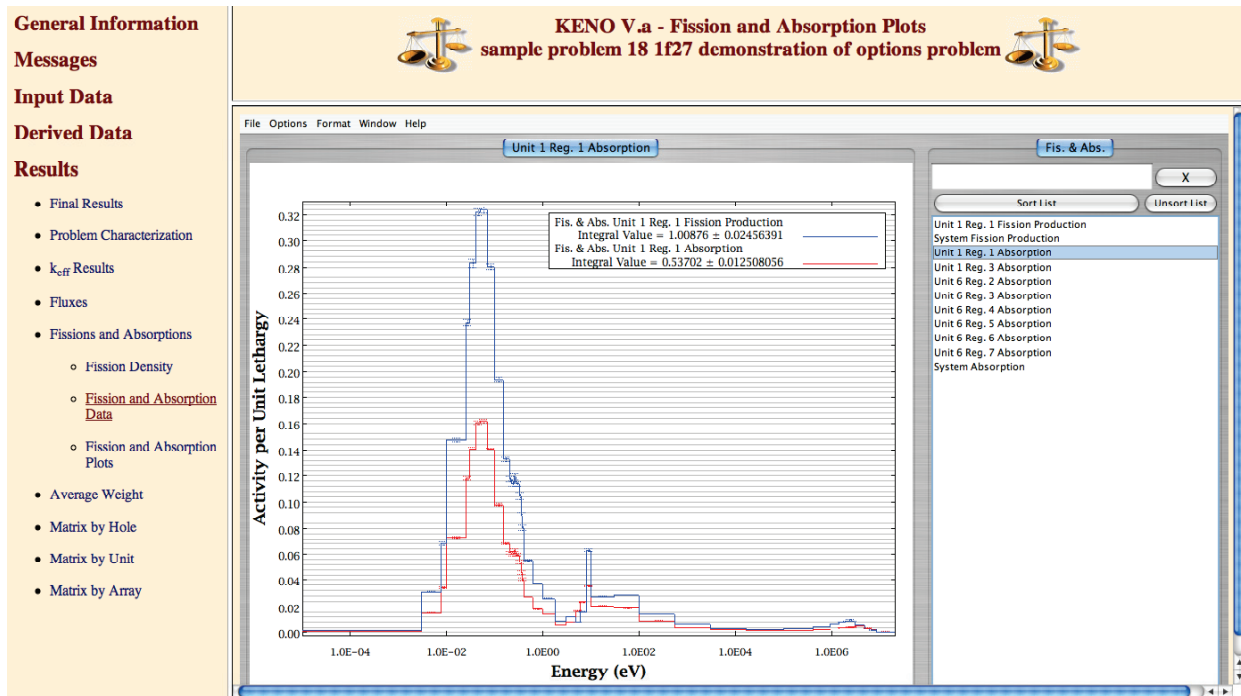 General Information
Messages
Input Data
Derived Data
Results
Final Results
Problem Characterization
keff Results
Fluxes
Fissions and Absorptions
Fission Density
Fission and Absorption
Data
Fission and Absorption
Plots
Average Weight
Matrix by Hole
Matrix by Unit
Matrix by Array
KENO V.a - Fission and Absorption Plots
sample problem 18 1f27 demonstration of options problem
File Options Format Window Help
Unit 1 Reg. 1 Absorption
Activity per Unit Lethargy
0.32
0.30
0.28
0.26
0.24
0.22
0.20
0.18
0.16
0.14
0.12
0.10
0.08
0.06
0.04
0.02
0.00
Fis. & Abs. Unit 1 Reg. 1 Fission Production
Integral Value = 1.00876 ± 0.02456391
Fis. & Abs. Unit 1 Reg. 1 Absorption
Integral Value = 0.53702 ± 0.012508056
1.0E-04 1.0E-02 1.0E00 1.0E02 1.0E04 1.0E06
Energy (eV)
Fis. & Abs.
X
Sort List Unsort List
Unit 1 Reg. 1 Fission Production
System Fission Production
Unit 1 Reg. 1 Absorption
Unit 1 Reg. 3 Absorption
Unit 6 Reg. 2 Absorption
Unit 6 Reg. 3 Absorption
Unit 6 Reg. 4 Absorption
Unit 6 Reg. 5 Absorption
Unit 6 Reg. 6 Absorption
Unit 6 Reg. 7 Absorption
System Absorption